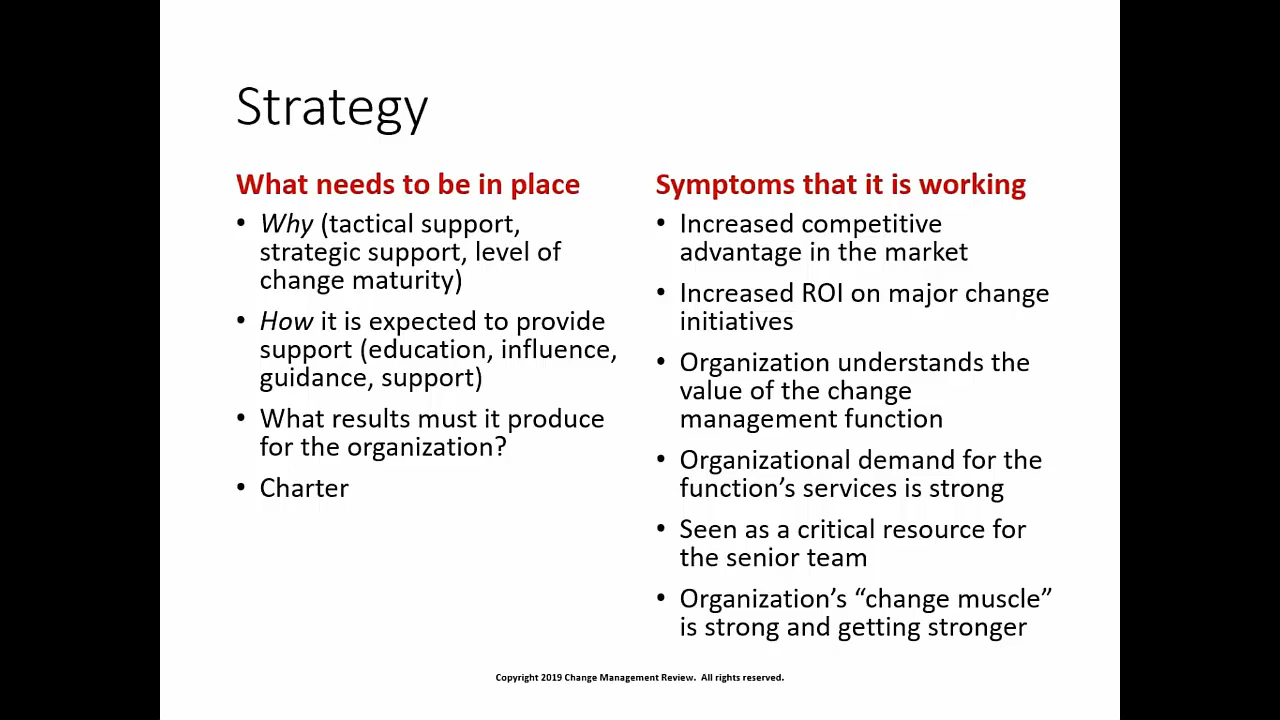 Strategy
What needs to be in place
• Why (tactical support,
strategic support, level of
change maturity)
• How it is expected to provide
support (education, influence,
guidance, support)
• What results must it produce
for the organization?
• Charter
Symptoms that it is working
• Increased competitive
advantage in the market
• Increased ROI on major change
initiatives
• Organization understands the
value of the change
management function
• Organizational demand for the
function’s services is strong
• Seen as a critical resource for
the senior team
• Organization’s “change muscle”
is strong and getting stronger
Copyright 2019 Change Management Review. All rights reserved.